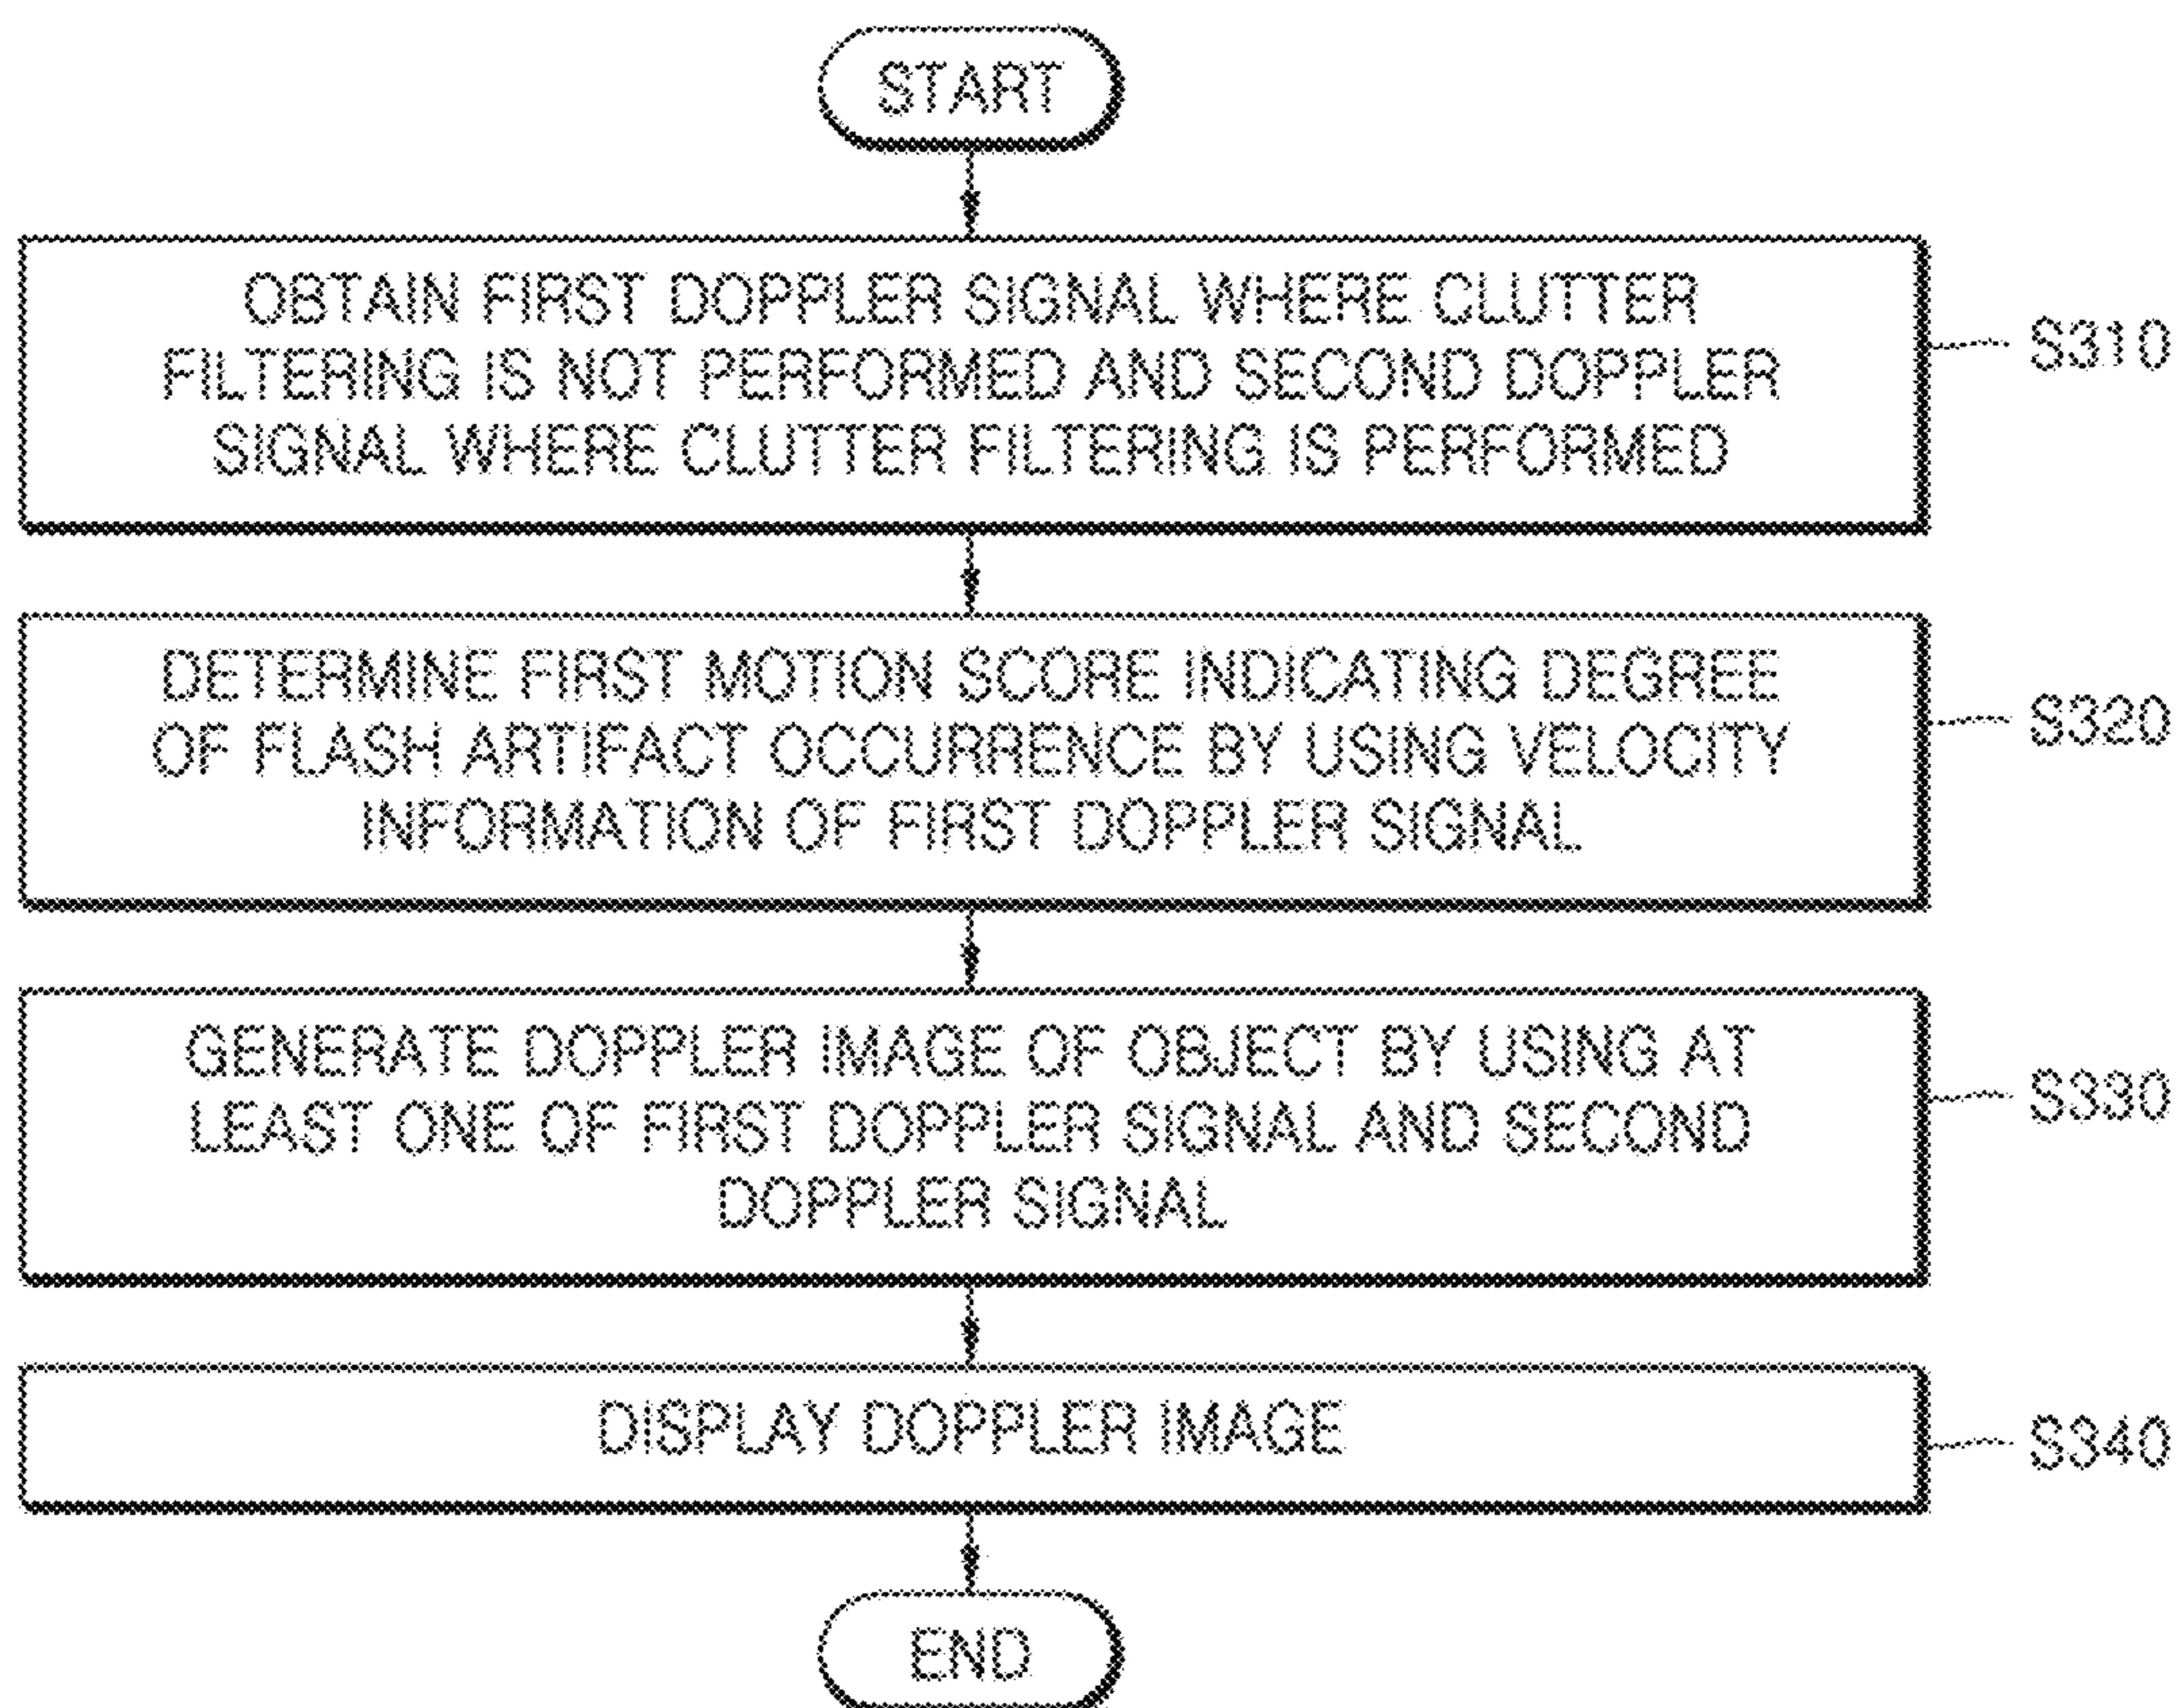 START
OBTAIN FIRST DOPPLER SIGNAL WHERE CLUTTER
FILTERING IS NOT PERFORMED AND SECOND DOPPLER
SIGNAL WHERE CLUTTER FILTERING IS PERFORMED
S310
DETERMINE FIRST MOTION SCORE INDICATING DEGREE
OF FLASH ARTIFACT OCCURRENCE BY USING VELOCITY
INFORMATION OF FIRST DOPPLER SIGNAL
S320
GENERATE DOPPLER IMAGE OF OBJECT BY USING AT
LEAST ONE OF FIRST DOPPLER SIGNAL AND SECOND
DOPPLER SIGNAL
S330
DISPLAY DOPPLER IMAGE
S340
END